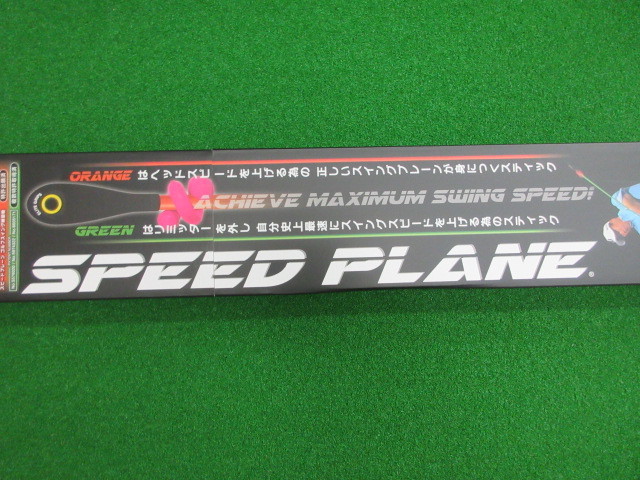 ORANGE はヘッドスピードを上げる為の 正しいスイングプレーンが身につくスティック
ACHIEVE MAXIMUM SWING SPEED!
GREEN はリミッターを外し 自分史上最速にスイングスピードを上げる為のスティック
SPEED PLANE®